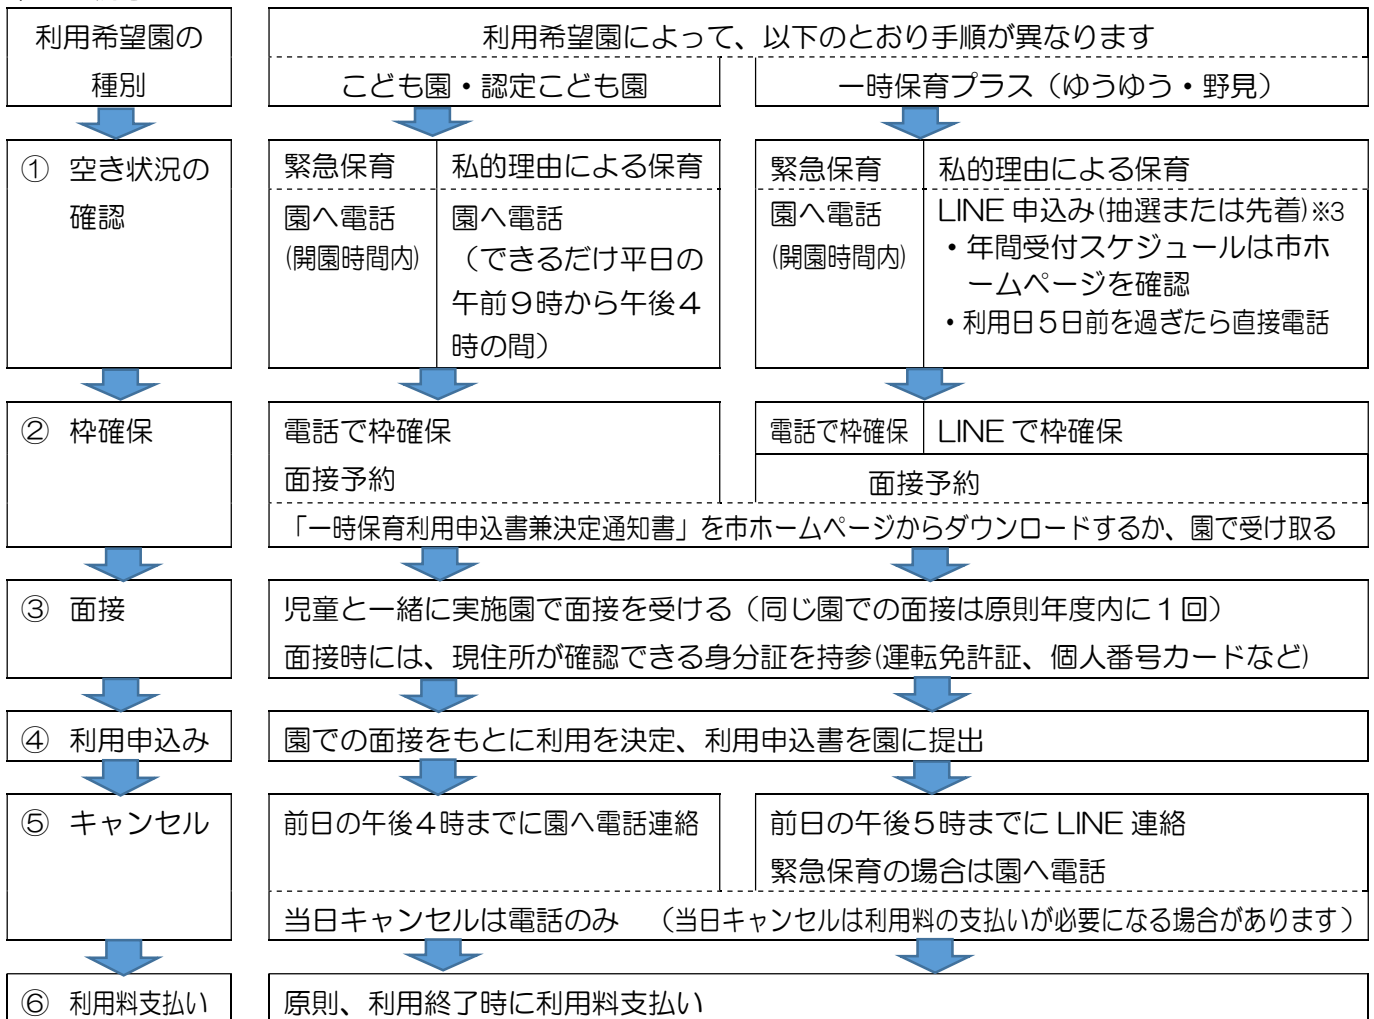 利用希望園の
種別
利用希望園によって、以下のとおり手順が異なります
こども園・認定こども園
一時保育プラス（ゆうゆう・野見）
① 空き状況の
確認
緊急保育
園へ電話
(開園時間内)
私的理由による保育
園へ電話
（できるだけ平日の
午前９時から午後４
時の間）
緊急保育
園へ電話
(開園時間内)
私的理由による保育
LINE 申込み(抽選または先着)※3
・年間受付スケジュールは市ホ
ームページを確認
・利用日５日前を過ぎたら直接電話
② 枠確保
電話で枠確保
面接予約
電話で枠確保
LINE で枠確保
面接予約
「一時保育利用申込書兼決定通知書」を市ホームページからダウンロードするか、園で受け取る
③ 面接
児童と一緒に実施園で面接を受ける（同じ園での面接は原則年度内に１回）
面接時には、現住所が確認できる身分証を持参(運転免許証、個人番号カードなど)
④ 利用申込み
園での面接をもとに利用を決定、利用申込書を園に提出
⑤ キャンセル
前日の午後４時までに園へ電話連絡
前日の午後５時までに LINE 連絡
緊急保育の場合は園へ電話
当日キャンセルは電話のみ （当日キャンセルは利用料の支払いが必要になる場合があります）
⑥ 利用料支払い
原則、利用終了時に利用料支払い